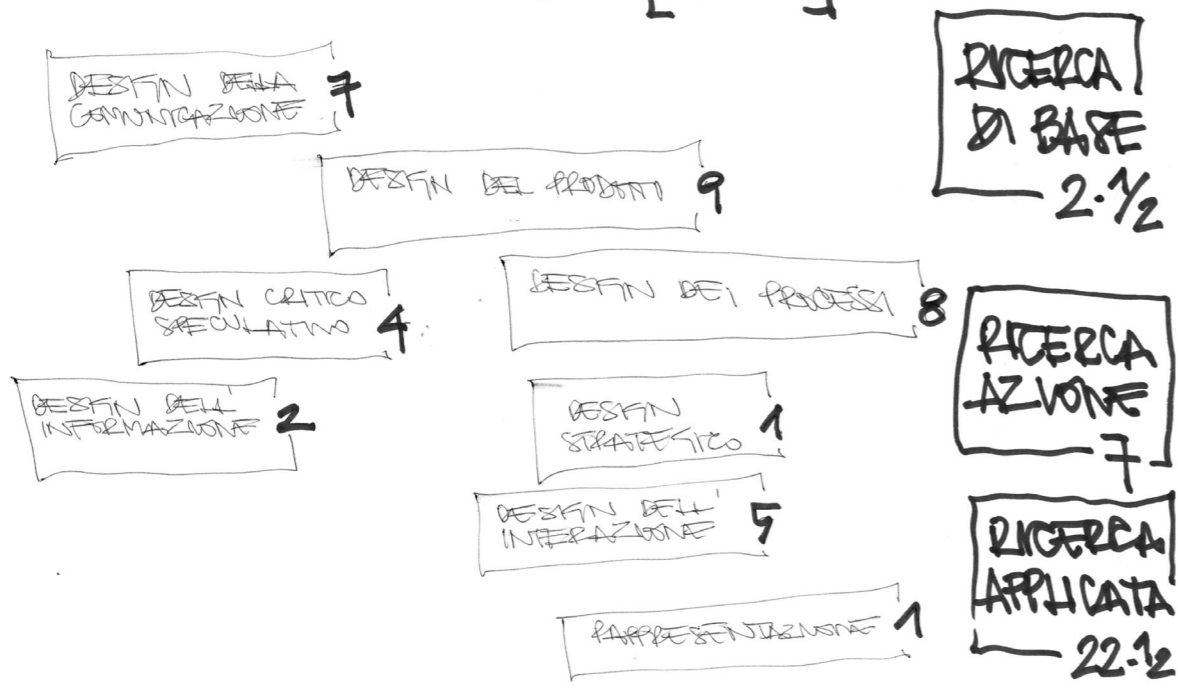 DESIGN DELLA
COMUNICAZIONE 7
DESIGN DEL PRODOTTO 9
DESIGN CRITICO
SPECULATIVO 4
DESIGN DEI PROCESSI 8
DESIGN DELL'
INFORMAZIONE 2
DESIGN
STRATEGICO 1
DESIGN DELL'
INTERAZIONE 5
RAPPRESENTAZIONE 1
RICERCA
DI BASE
2.1/2
RICERCA
AZIONE
7
RICERCA
APPLICATA
22.1/2